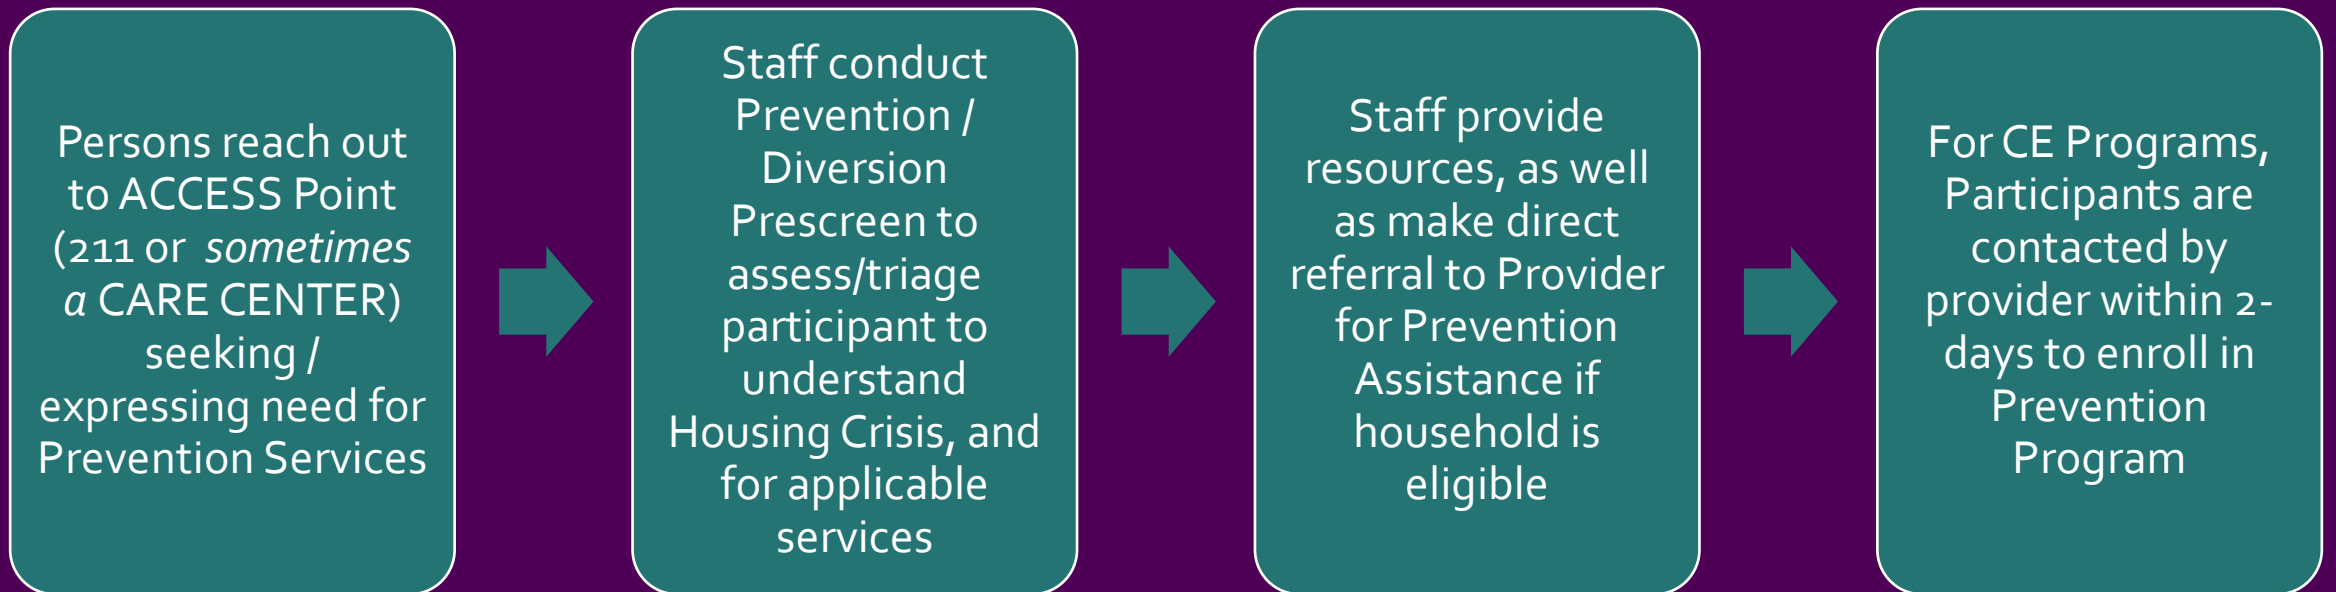 Persons reach out
to ACCESS Point
(211 or sometimes
a CARE CENTER)
seeking /
expressing need for
Prevention Services
Staff conduct
Prevention /
Diversion
Prescreen to
assess/triage
participant to
understand
Housing Crisis, and
for applicable
services
Staff provide
resources, as well
as make direct
referral to Provider
for Prevention
Assistance if
household is
eligible
For CE Programs,
Participants are
contacted by
provider within 2-
days to enroll in
Prevention
Program